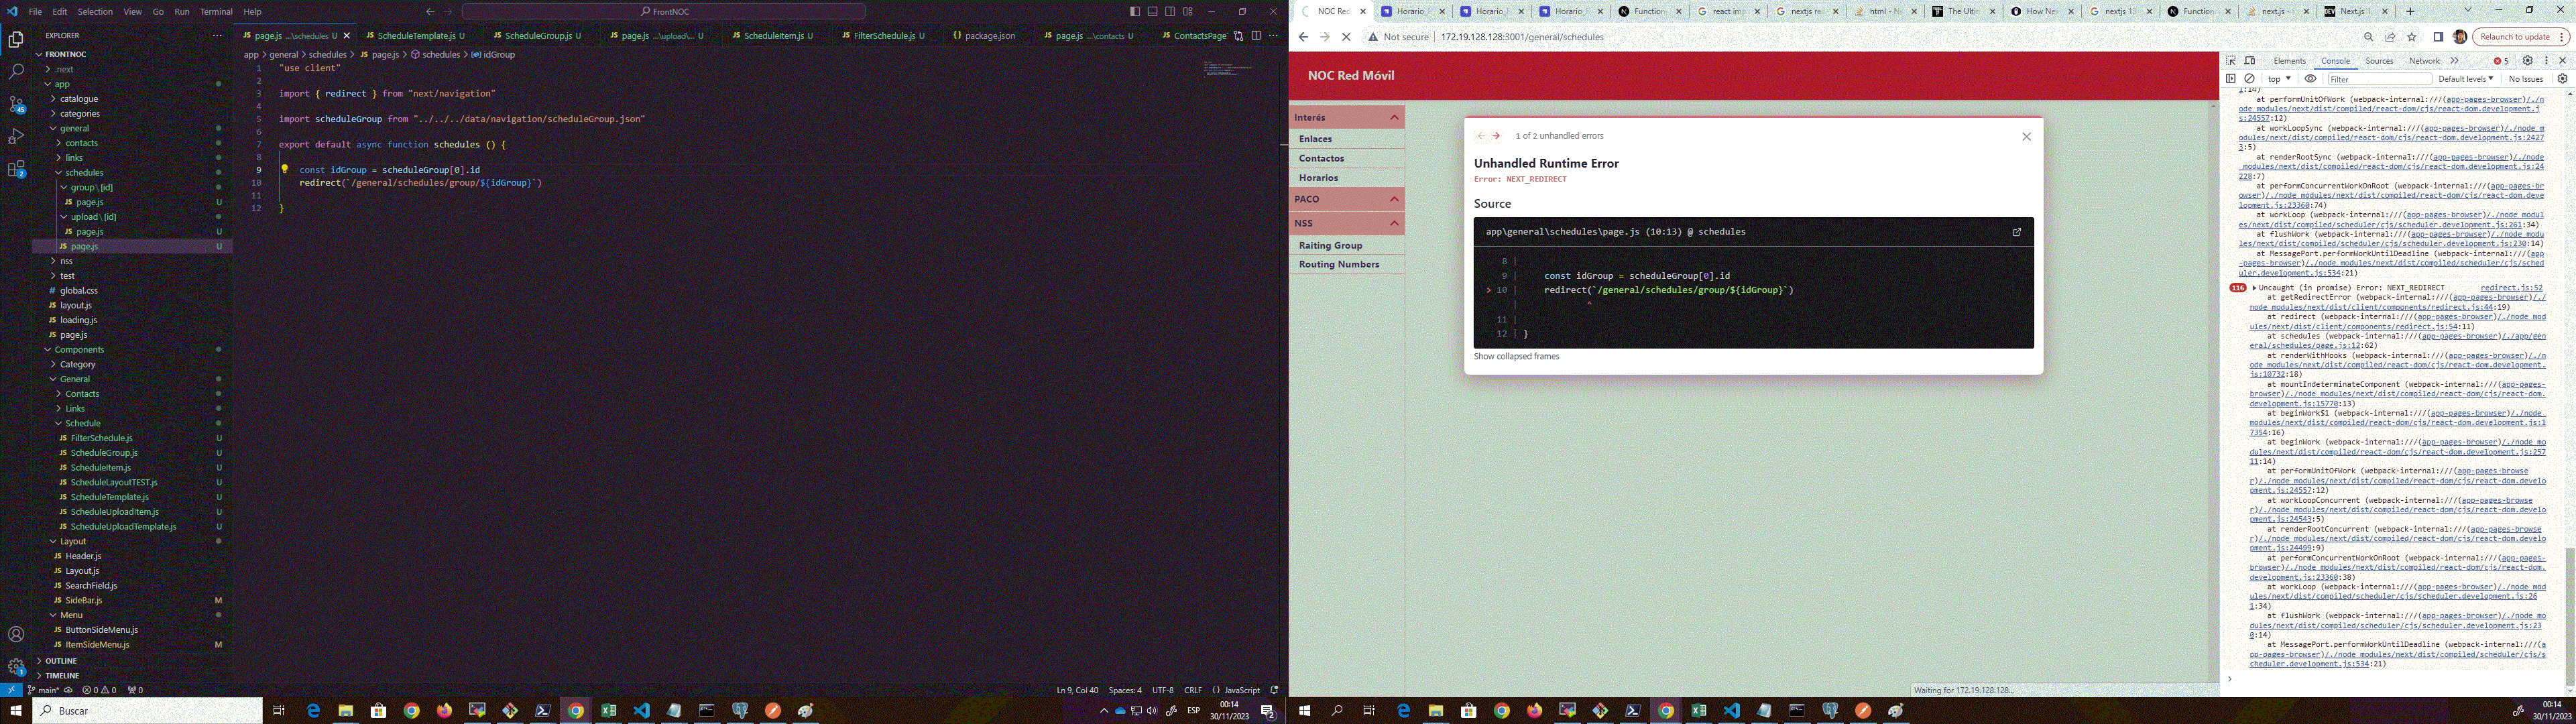 File Edit Selection View Go Run Terminal Help
FrontNOC
EXPLORER
FRONTNOC
.next
app
catalogue
categories
general
contacts
links
schedules
group\[id]
page.js U
upload\[id]
page.js U
page.js U
nss
test
global.css
layout.js
loading.js
page.js
Components
Category
General
Contacts
Links
Schedule
FilterSchedule.js U
ScheduleGroup.js U
ScheduleItem.js U
ScheduleLayoutTEST.js U
ScheduleTemplate.js U
ScheduleUploadItem.js U
ScheduleUploadTemplate.js U
Layout
Header.js
Layout.js
SearchField.js
SideBar.js M
Menu
ButtonSideMenu.js
ItemSideMenu.js M
OUTLINE
TIMELINE
page.js ...\schedules U
ScheduleTemplate.js U
ScheduleGroup.js U
page.js ...\upload\... U
ScheduleItem.js U
FilterSchedule.js U
package.json
page.js ...\contacts U
ContactsPage
app > general > schedules > page.js > schedules > idGroup
1 "use client"
2
3 import { redirect } from "next/navigation"
4
5 import scheduleGroup from "../../../data/navigation/scheduleGroup.json"
6
7 export default async function schedules () {
8
9 const idGroup = scheduleGroup[0].id
10 redirect(`/general/schedules/group/${idGroup}`)
11
12 }
main* 0 0 0
Ln 9, Col 40 Spaces: 4 UTF-8 CRLF {} JavaScript
Buscar
ESP
00:14
30/11/2023
NOC Red
Horario_
Horario_
Horario_
Function
react imp
nextjs re
html - N
The Ultim
How Ne
nextjs 13
Function
next.js -
Next.js 1
Not secure 172.19.128.128:3001/general/schedules
Relaunch to update
NOC Red Móvil
Interés
Enlaces
Contactos
Horarios
PACO
NSS
Raiting Group
Routing Numbers
1 of 2 unhandled errors
Unhandled Runtime Error
Error: NEXT_REDIRECT
Source
app\general\schedules\page.js (10:13) @ schedules
8 |
9 | const idGroup = scheduleGroup[0].id
> 10 | redirect(`/general/schedules/group/${idGroup}`)
| ^
11 |
12 | }
Show collapsed frames
Waiting for 172.19.128.128...
Elements Console Sources Network 5
top Filter Default levels No Issues
1:14)
at performUnitOfWork (webpack-internal:///(app-pages-browser)/./node_modules/next/dist/compiled/react-dom/cjs/react-dom.development.js:24557:12)
at workLoopSync (webpack-internal:///(app-pages-browser)/./node_modules/next/dist/compiled/react-dom/cjs/react-dom.development.js:24273:5)
at renderRootSync (webpack-internal:///(app-pages-browser)/./node_modules/next/dist/compiled/react-dom/cjs/react-dom.development.js:24228:7)
at performConcurrentWorkOnRoot (webpack-internal:///(app-pages-browser)/./node_modules/next/dist/compiled/react-dom/cjs/react-dom.development.js:23360:74)
at workLoop (webpack-internal:///(app-pages-browser)/./node_modules/next/dist/compiled/scheduler/cjs/scheduler.development.js:261:34)
at flushWork (webpack-internal:///(app-pages-browser)/./node_modules/next/dist/compiled/scheduler/cjs/scheduler.development.js:230:14)
at MessagePort.performWorkUntilDeadline (webpack-internal:///(app-pages-browser)/./node_modules/next/dist/compiled/scheduler/cjs/scheduler.development.js:534:21)
116 Uncaught (in promise) Error: NEXT_REDIRECT redirect.js:52
at getRedirectError (webpack-internal:///(app-pages-browser)/./node_modules/next/dist/client/components/redirect.js:44:19)
at redirect (webpack-internal:///(app-pages-browser)/./node_modules/next/dist/client/components/redirect.js:54:11)
at schedules (webpack-internal:///(app-pages-browser)/./app/general/schedules/page.js:12:62)
at renderWithHooks (webpack-internal:///(app-pages-browser)/./node_modules/next/dist/compiled/react-dom/cjs/react-dom.development.js:10732:18)
at mountIndeterminateComponent (webpack-internal:///(app-pages-browser)/./node_modules/next/dist/compiled/react-dom/cjs/react-dom.development.js:15770:13)
at beginWork$1 (webpack-internal:///(app-pages-browser)/./node_modules/next/dist/compiled/react-dom/cjs/react-dom.development.js:17354:16)
at beginWork (webpack-internal:///(app-pages-browser)/./node_modules/next/dist/compiled/react-dom/cjs/react-dom.development.js:25711:14)
at performUnitOfWork (webpack-internal:///(app-pages-browser)/./node_modules/next/dist/compiled/react-dom/cjs/react-dom.development.js:24557:12)
at workLoopConcurrent (webpack-internal:///(app-pages-browser)/./node_modules/next/dist/compiled/react-dom/cjs/react-dom.development.js:24543:5)
at renderRootConcurrent (webpack-internal:///(app-pages-browser)/./node_modules/next/dist/compiled/react-dom/cjs/react-dom.development.js:24499:9)
at performConcurrentWorkOnRoot (webpack-internal:///(app-pages-browser)/./node_modules/next/dist/compiled/react-dom/cjs/react-dom.development.js:23360:38)
at workLoop (webpack-internal:///(app-pages-browser)/./node_modules/next/dist/compiled/scheduler/cjs/scheduler.development.js:261:34)
at flushWork (webpack-internal:///(app-pages-browser)/./node_modules/next/dist/compiled/scheduler/cjs/scheduler.development.js:230:14)
at MessagePort.performWorkUntilDeadline (webpack-internal:///(app-pages-browser)/./node_modules/next/dist/compiled/scheduler/cjs/scheduler.development.js:534:21)
00:14
30/11/2023